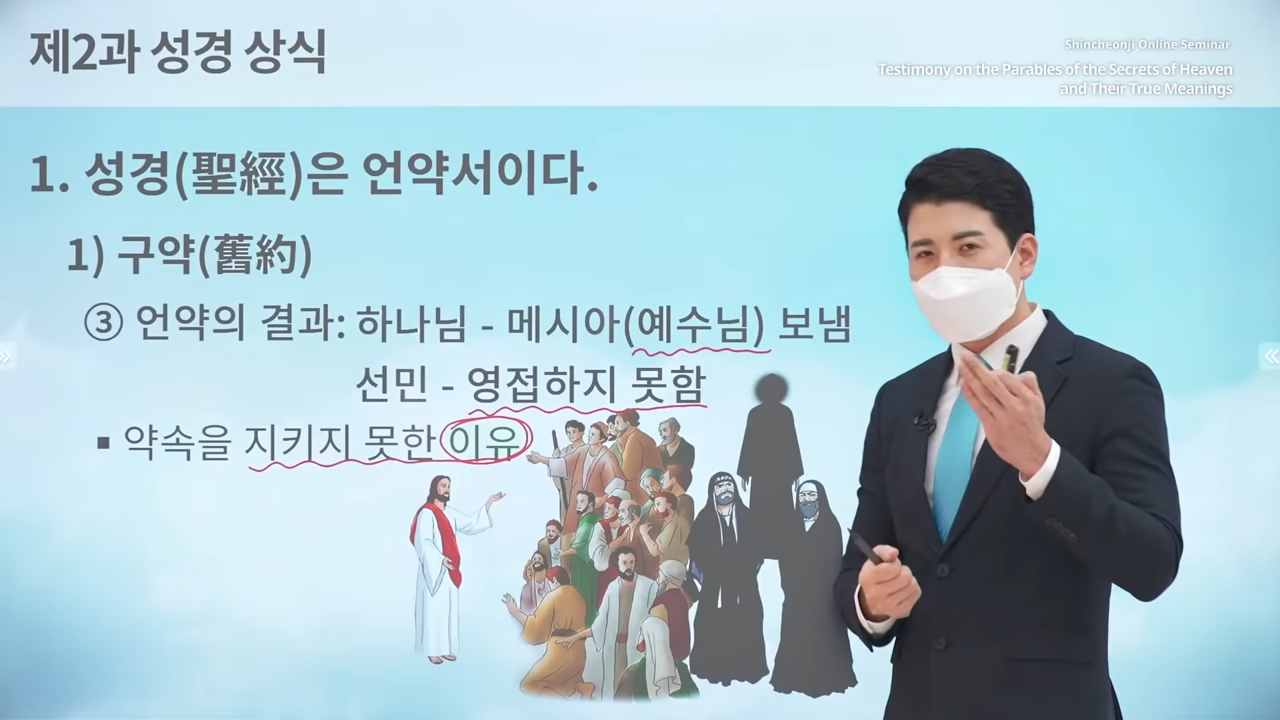 제2과 성경 상식
Shincheonji Online Seminar
Testimony on the Parables of the Secrets of Heaven
and Their True Meanings
1. 성경(聖經)은 언약서이다.
1) 구약(舊約)
③ 언약의 결과: 하나님 - 메시아(예수님) 보냄
선민 - 영접하지 못함
▪ 약속을 지키지 못한 이유